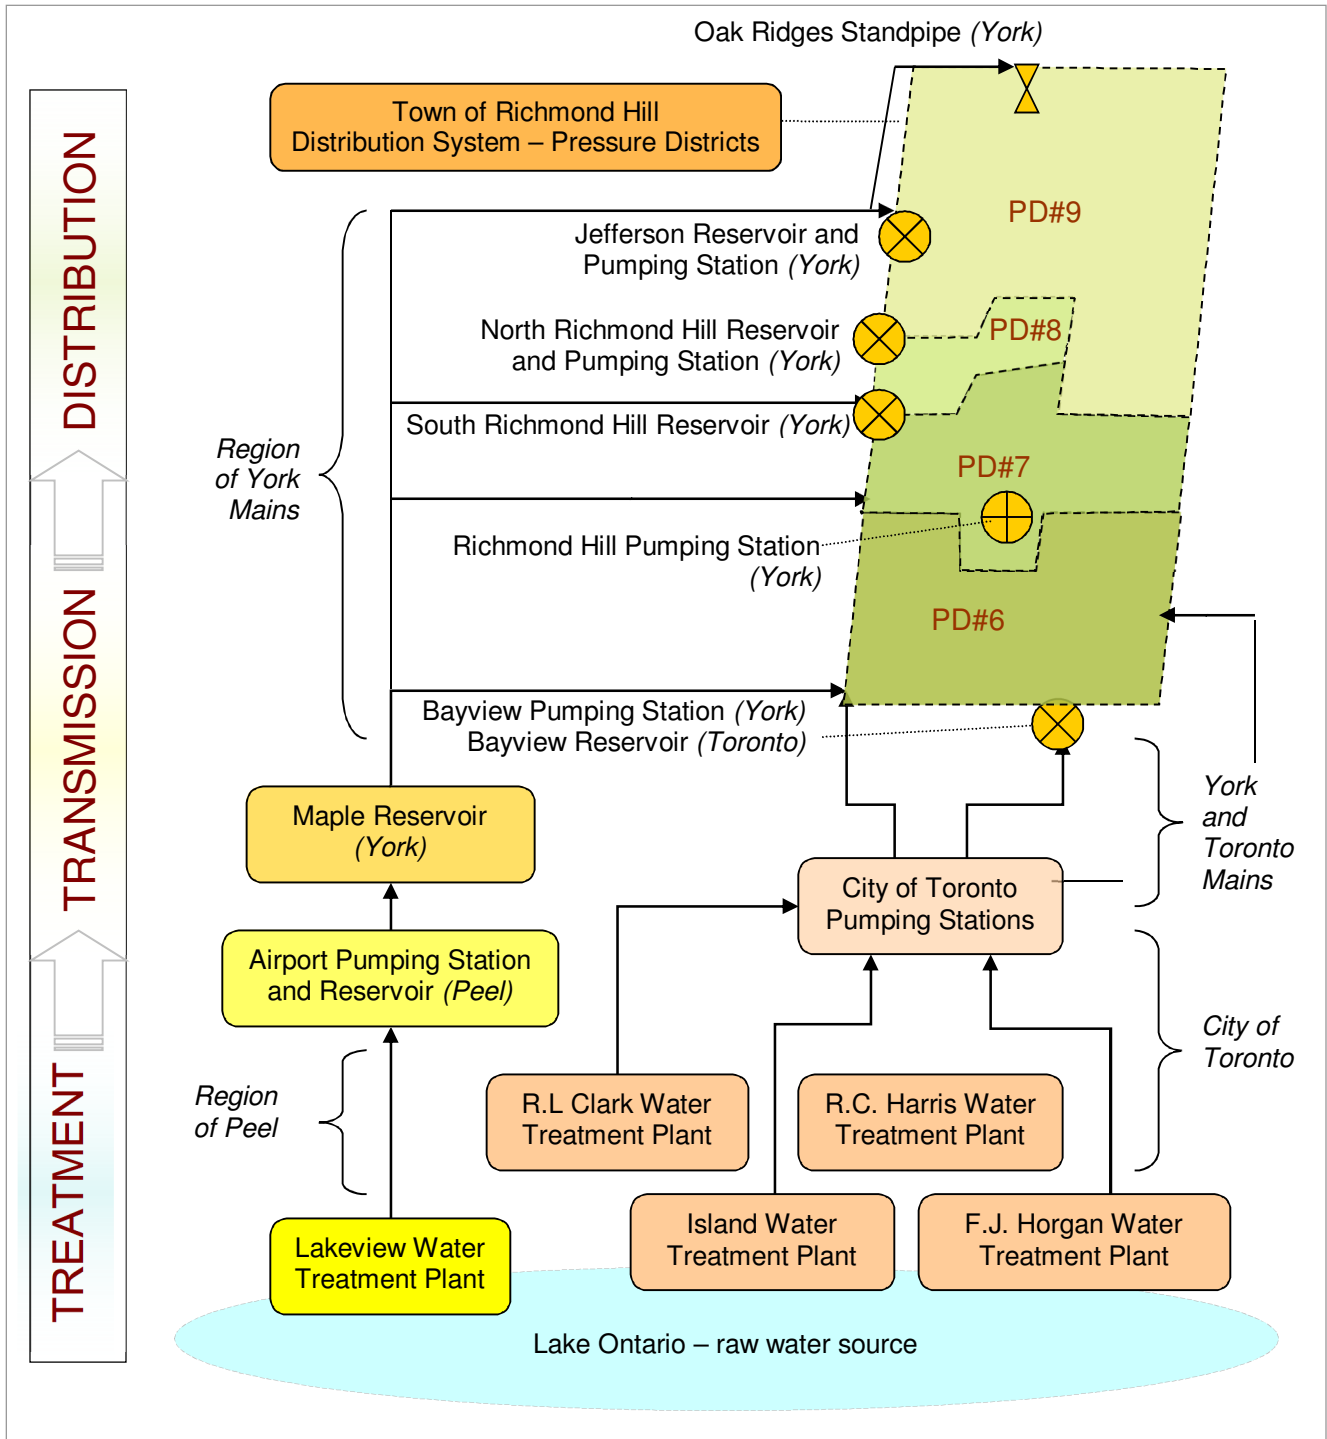 Oak Ridges Standpipe (York)
Town of Richmond Hill
Distribution System – Pressure Districts
DISTRIBUTION
TRANSMISSION
TREATMENT
PD#9
Jefferson Reservoir and
Pumping Station (York)
North Richmond Hill Reservoir
and Pumping Station (York)
PD#8
South Richmond Hill Reservoir (York)
Region
of York
Mains
PD#7
Richmond Hill Pumping Station
(York)
PD#6
Bayview Pumping Station (York)
Bayview Reservoir (Toronto)
York
and
Toronto
Mains
Maple Reservoir
(York)
City of Toronto
Pumping Stations
Airport Pumping Station
and Reservoir (Peel)
City of
Toronto
Region
of Peel
R.L Clark Water
Treatment Plant
R.C. Harris Water
Treatment Plant
Island Water
Treatment Plant
F.J. Horgan Water
Treatment Plant
Lakeview Water
Treatment Plant
Lake Ontario – raw water source